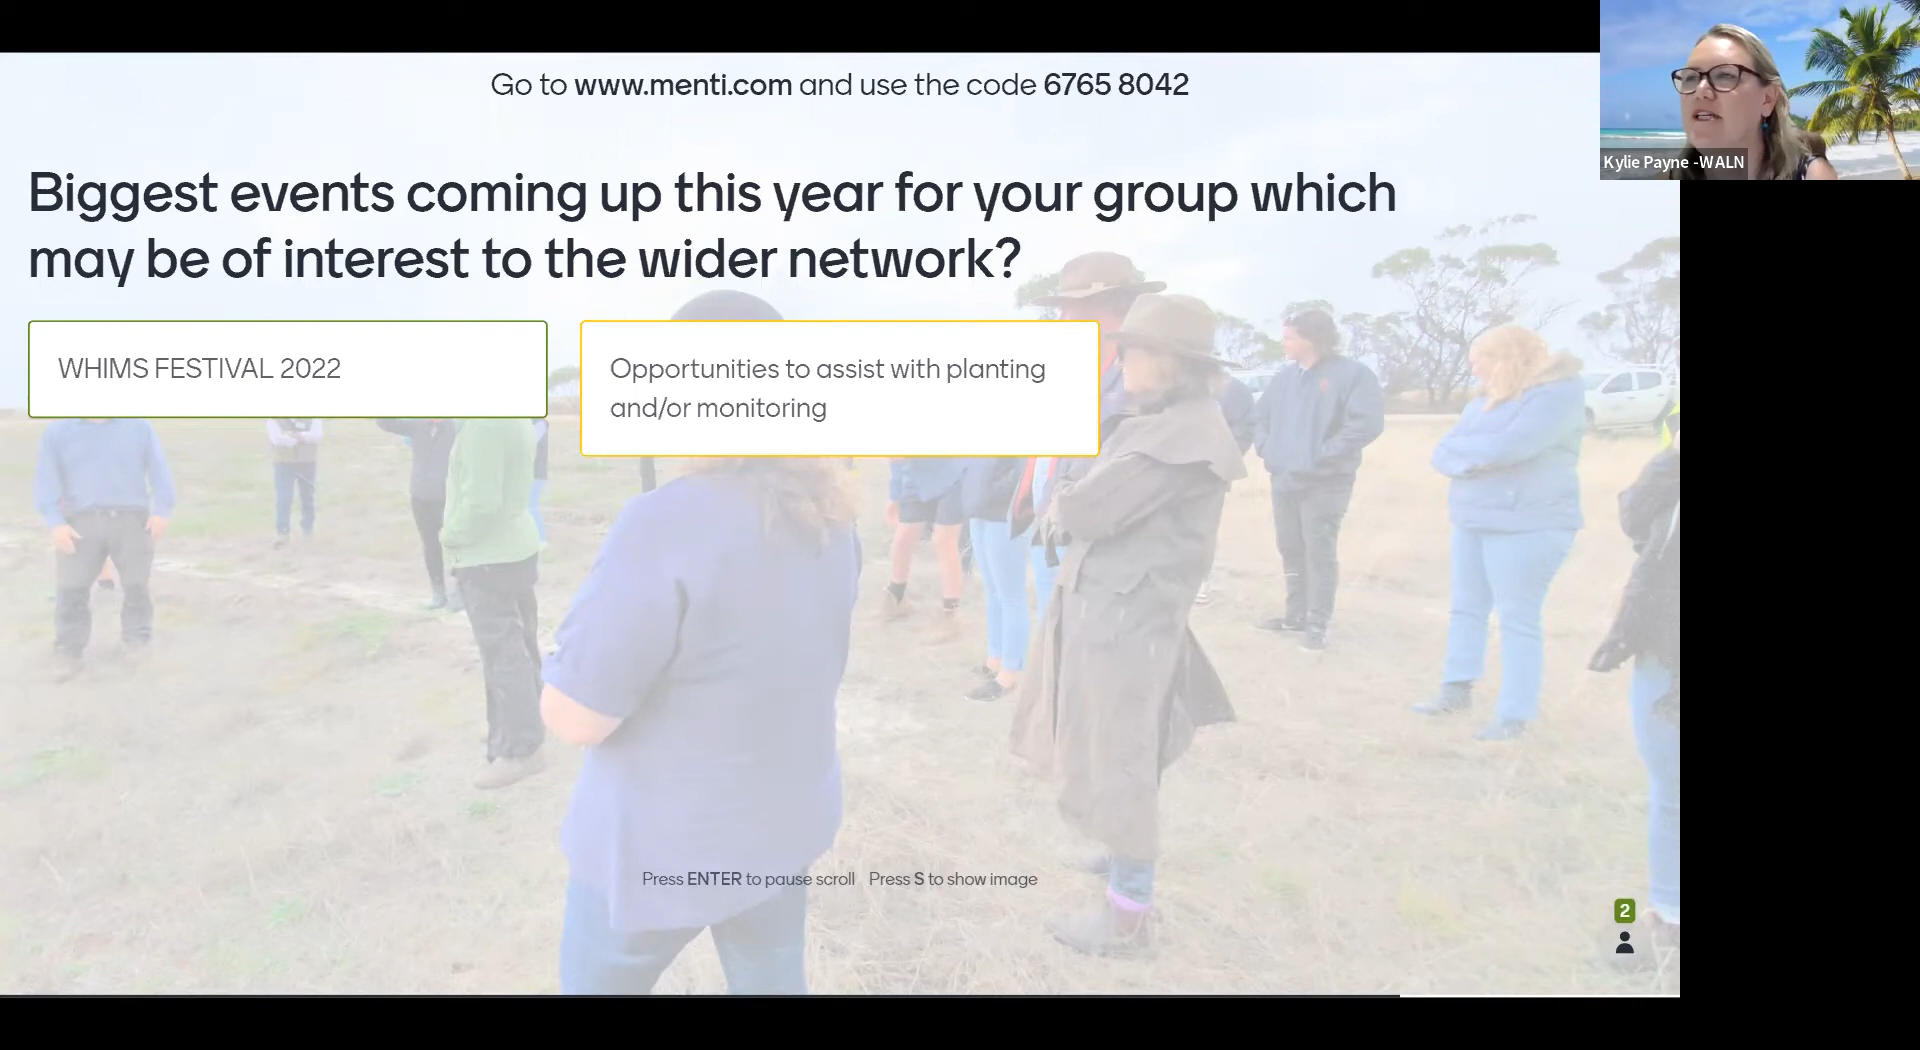 Go to www.menti.com and use the code 6765 8042
Kylie Payne -WALN
Biggest events coming up this year for your group which
may be of interest to the wider network?
WHIMS FESTIVAL 2022
Opportunities to assist with planting
and/or monitoring
Press ENTER to pause scroll Press S to show image
2